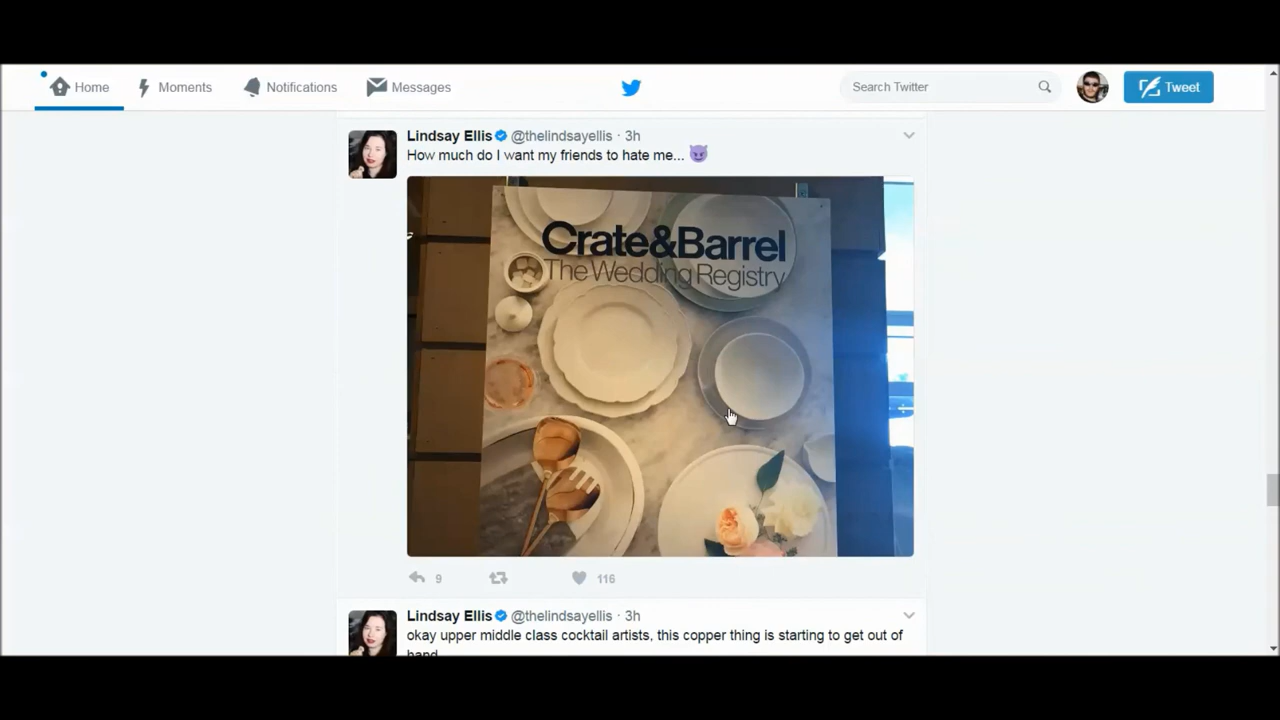 Home Moments Notifications Messages Search Twitter Tweet
Lindsay Ellis @thelindsayellis · 3h
How much do I want my friends to hate me...
Crate&Barrel
The Wedding Registry
9 116
Lindsay Ellis @thelindsayellis · 3h
okay upper middle class cocktail artists, this copper thing is starting to get out of
hand